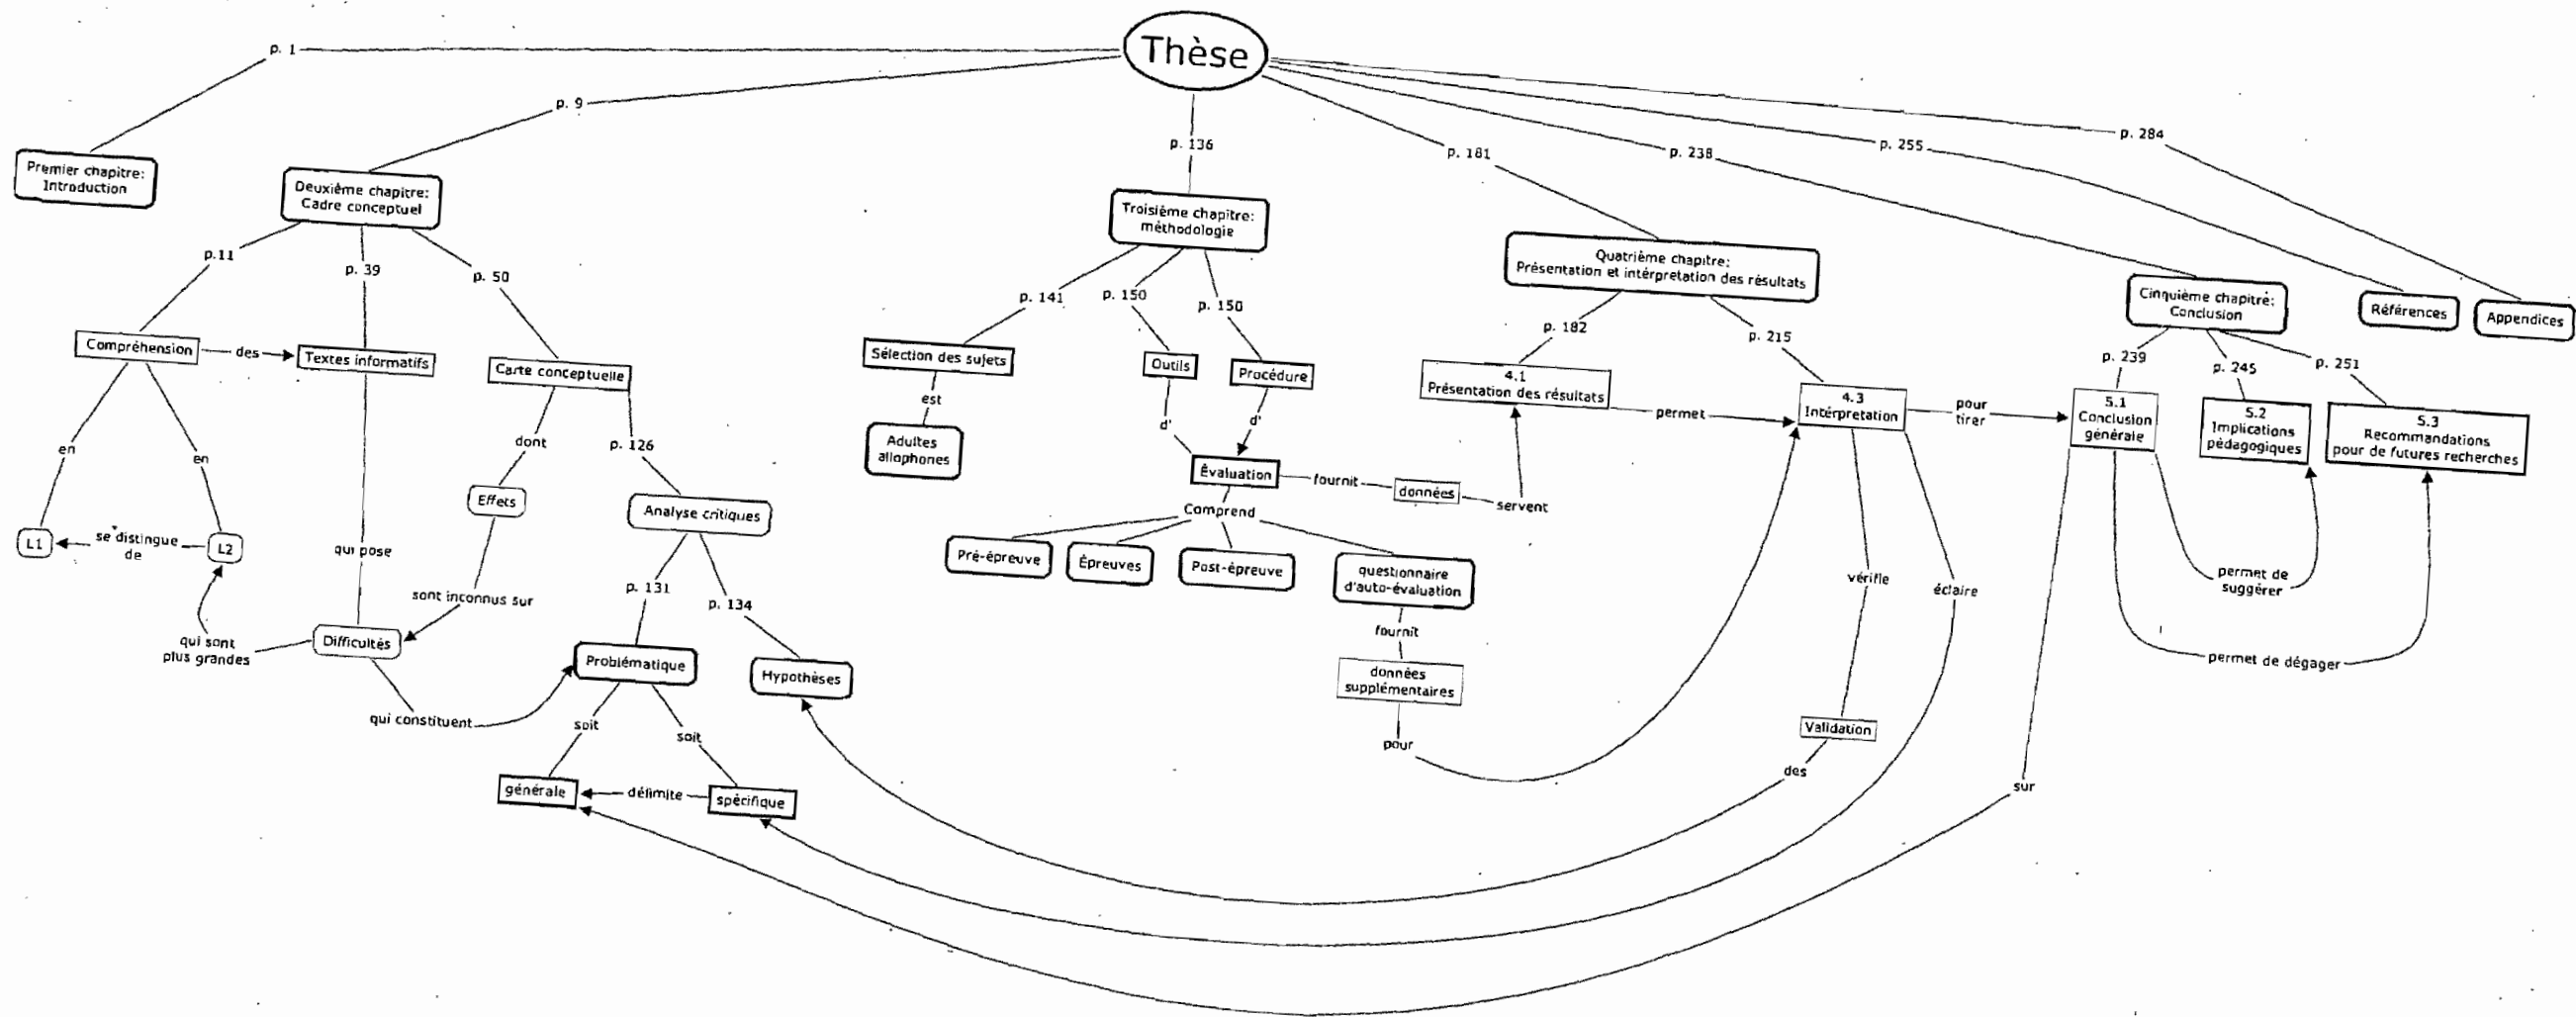 Thèse
p. 1
p. 9
p. 136
p. 181
p. 238
p. 255
p. 284
Premier chapitre:
Introduction
Deuxième chapitre:
Cadre conceptuel
Troisième chapitre:
méthodologie
Quatrième chapitre:
Présentation et intérpretation des résultats
Cinquième chapitre:
Conclusion
Références
Appendices
p.11
p. 39
p. 50
p. 141
p. 150
p. 150
p. 182
p. 215
p. 239
p. 245
p. 251
Compréhension
des
Textes informatifs
Carte conceptuelle
Sélection des sujets
Outils
Procédure
4.1
Présentation des résultats
permet
4.3
Intérpretation
pour
tirer
5.1
Conclusion
générale
5.2
Implications
pédagogiques
5.3
Recommandations
pour de futures recherches
en
en
dont
p. 126
est
d'
d'
Adultes
allophones
Évaluation
fournit
données
servent
Effets
Analyse critiques
Comprend
L1
se distingue
de
L2
qui pose
Pré-épreuve
Épreuves
Post-épreuve
questionnaire
d'auto-évaluation
vérifie
éclaire
permet de
suggérer
sont inconnus sur
p. 131
p. 134
fournit
qui sont
plus grandes
Difficultés
Problématique
Hypothèses
données
supplémentaires
permet de dégager
qui constituent
soit
soit
pour
Validation
des
sur
générale
délimite
spécifique